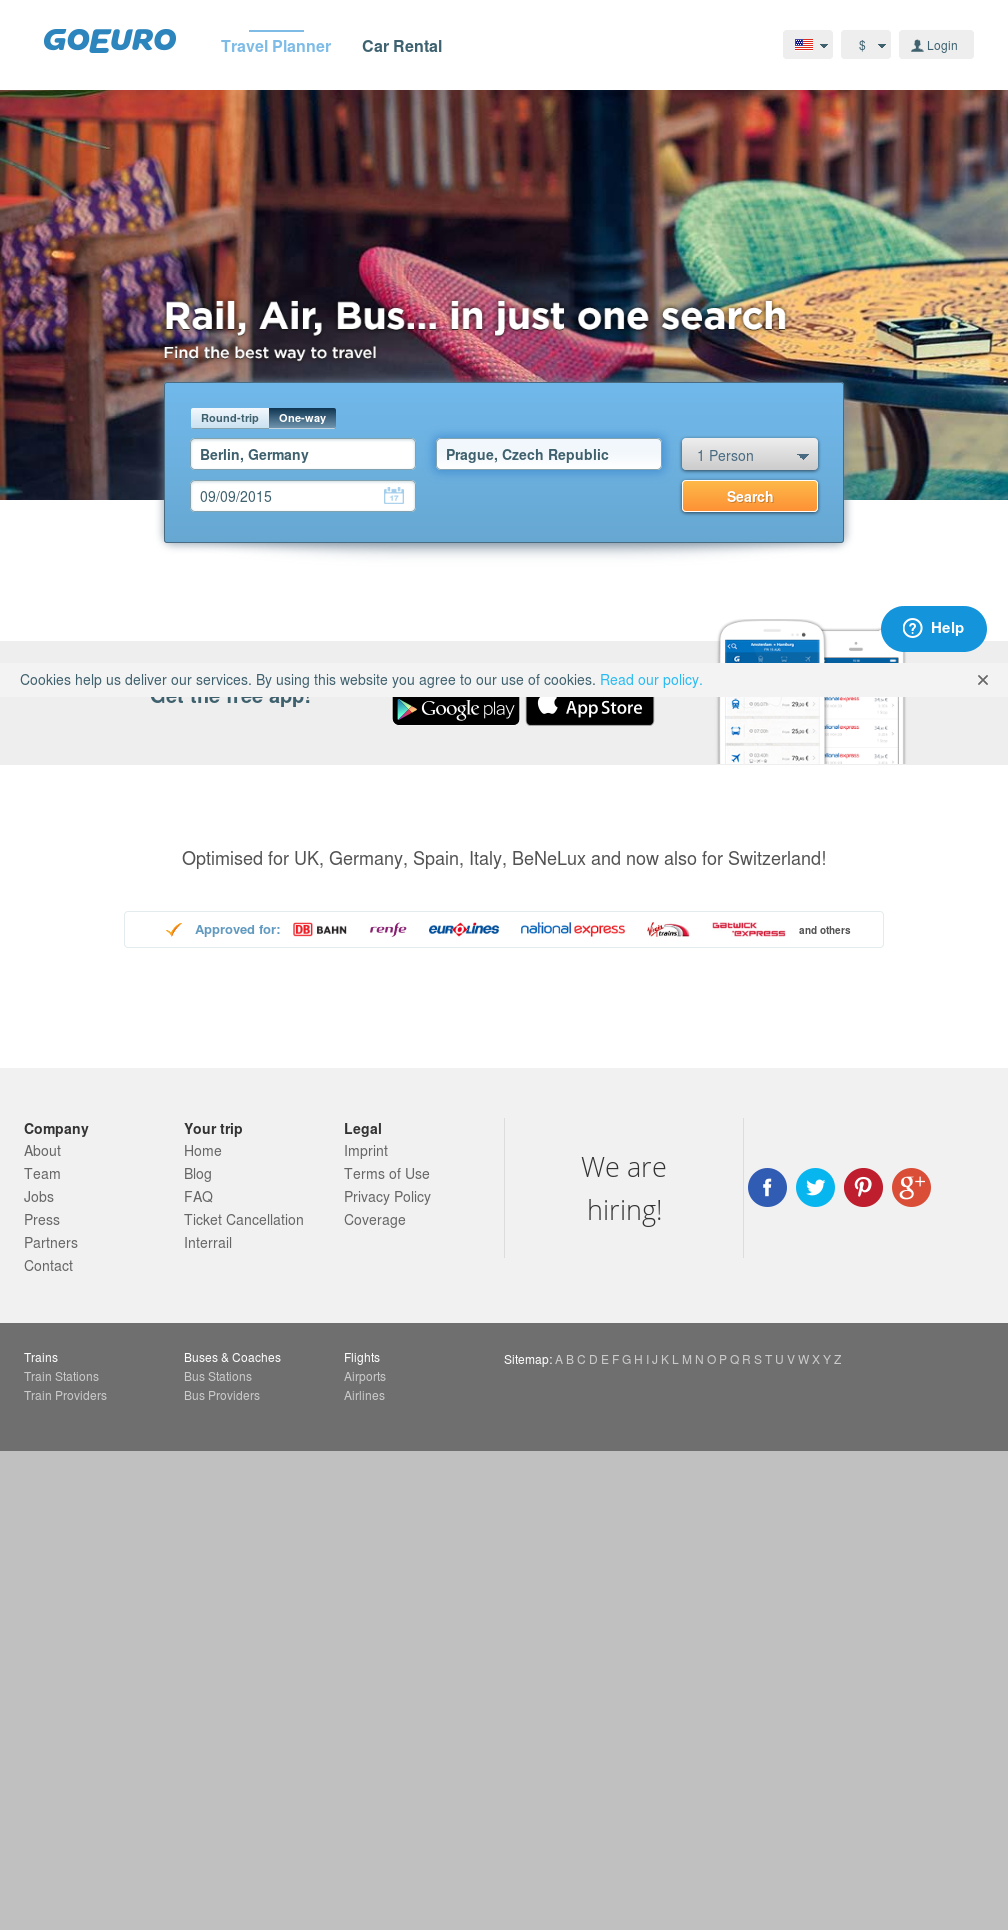 GOEURO
Travel Planner
Car Rental
$
Login
Rail, Air, Bus... in just one search
Find the best way to travel
Round-trip
One-way
Berlin, Germany
Prague, Czech Republic
1 Person
09/09/2015
17
Search
Help
Cookies help us deliver our services. By using this website you agree to our use of cookies. Read our policy.
Get the free app!
Google play
App Store
Optimised for UK, Germany, Spain, Italy, BeNeLux and now also for Switzerland!
Approved for:
DB BAHN
renfe
eurolines
national express
Virgin trains
Gatwick express
and others
Company
About
Team
Jobs
Press
Partners
Contact
Your trip
Home
Blog
FAQ
Ticket Cancellation
Interrail
Legal
Imprint
Terms of Use
Privacy Policy
Coverage
We are
hiring!
Trains
Train Stations
Train Providers
Buses & Coaches
Bus Stations
Bus Providers
Flights
Airports
Airlines
Sitemap: A B C D E F G H I J K L M N O P Q R S T U V W X Y Z